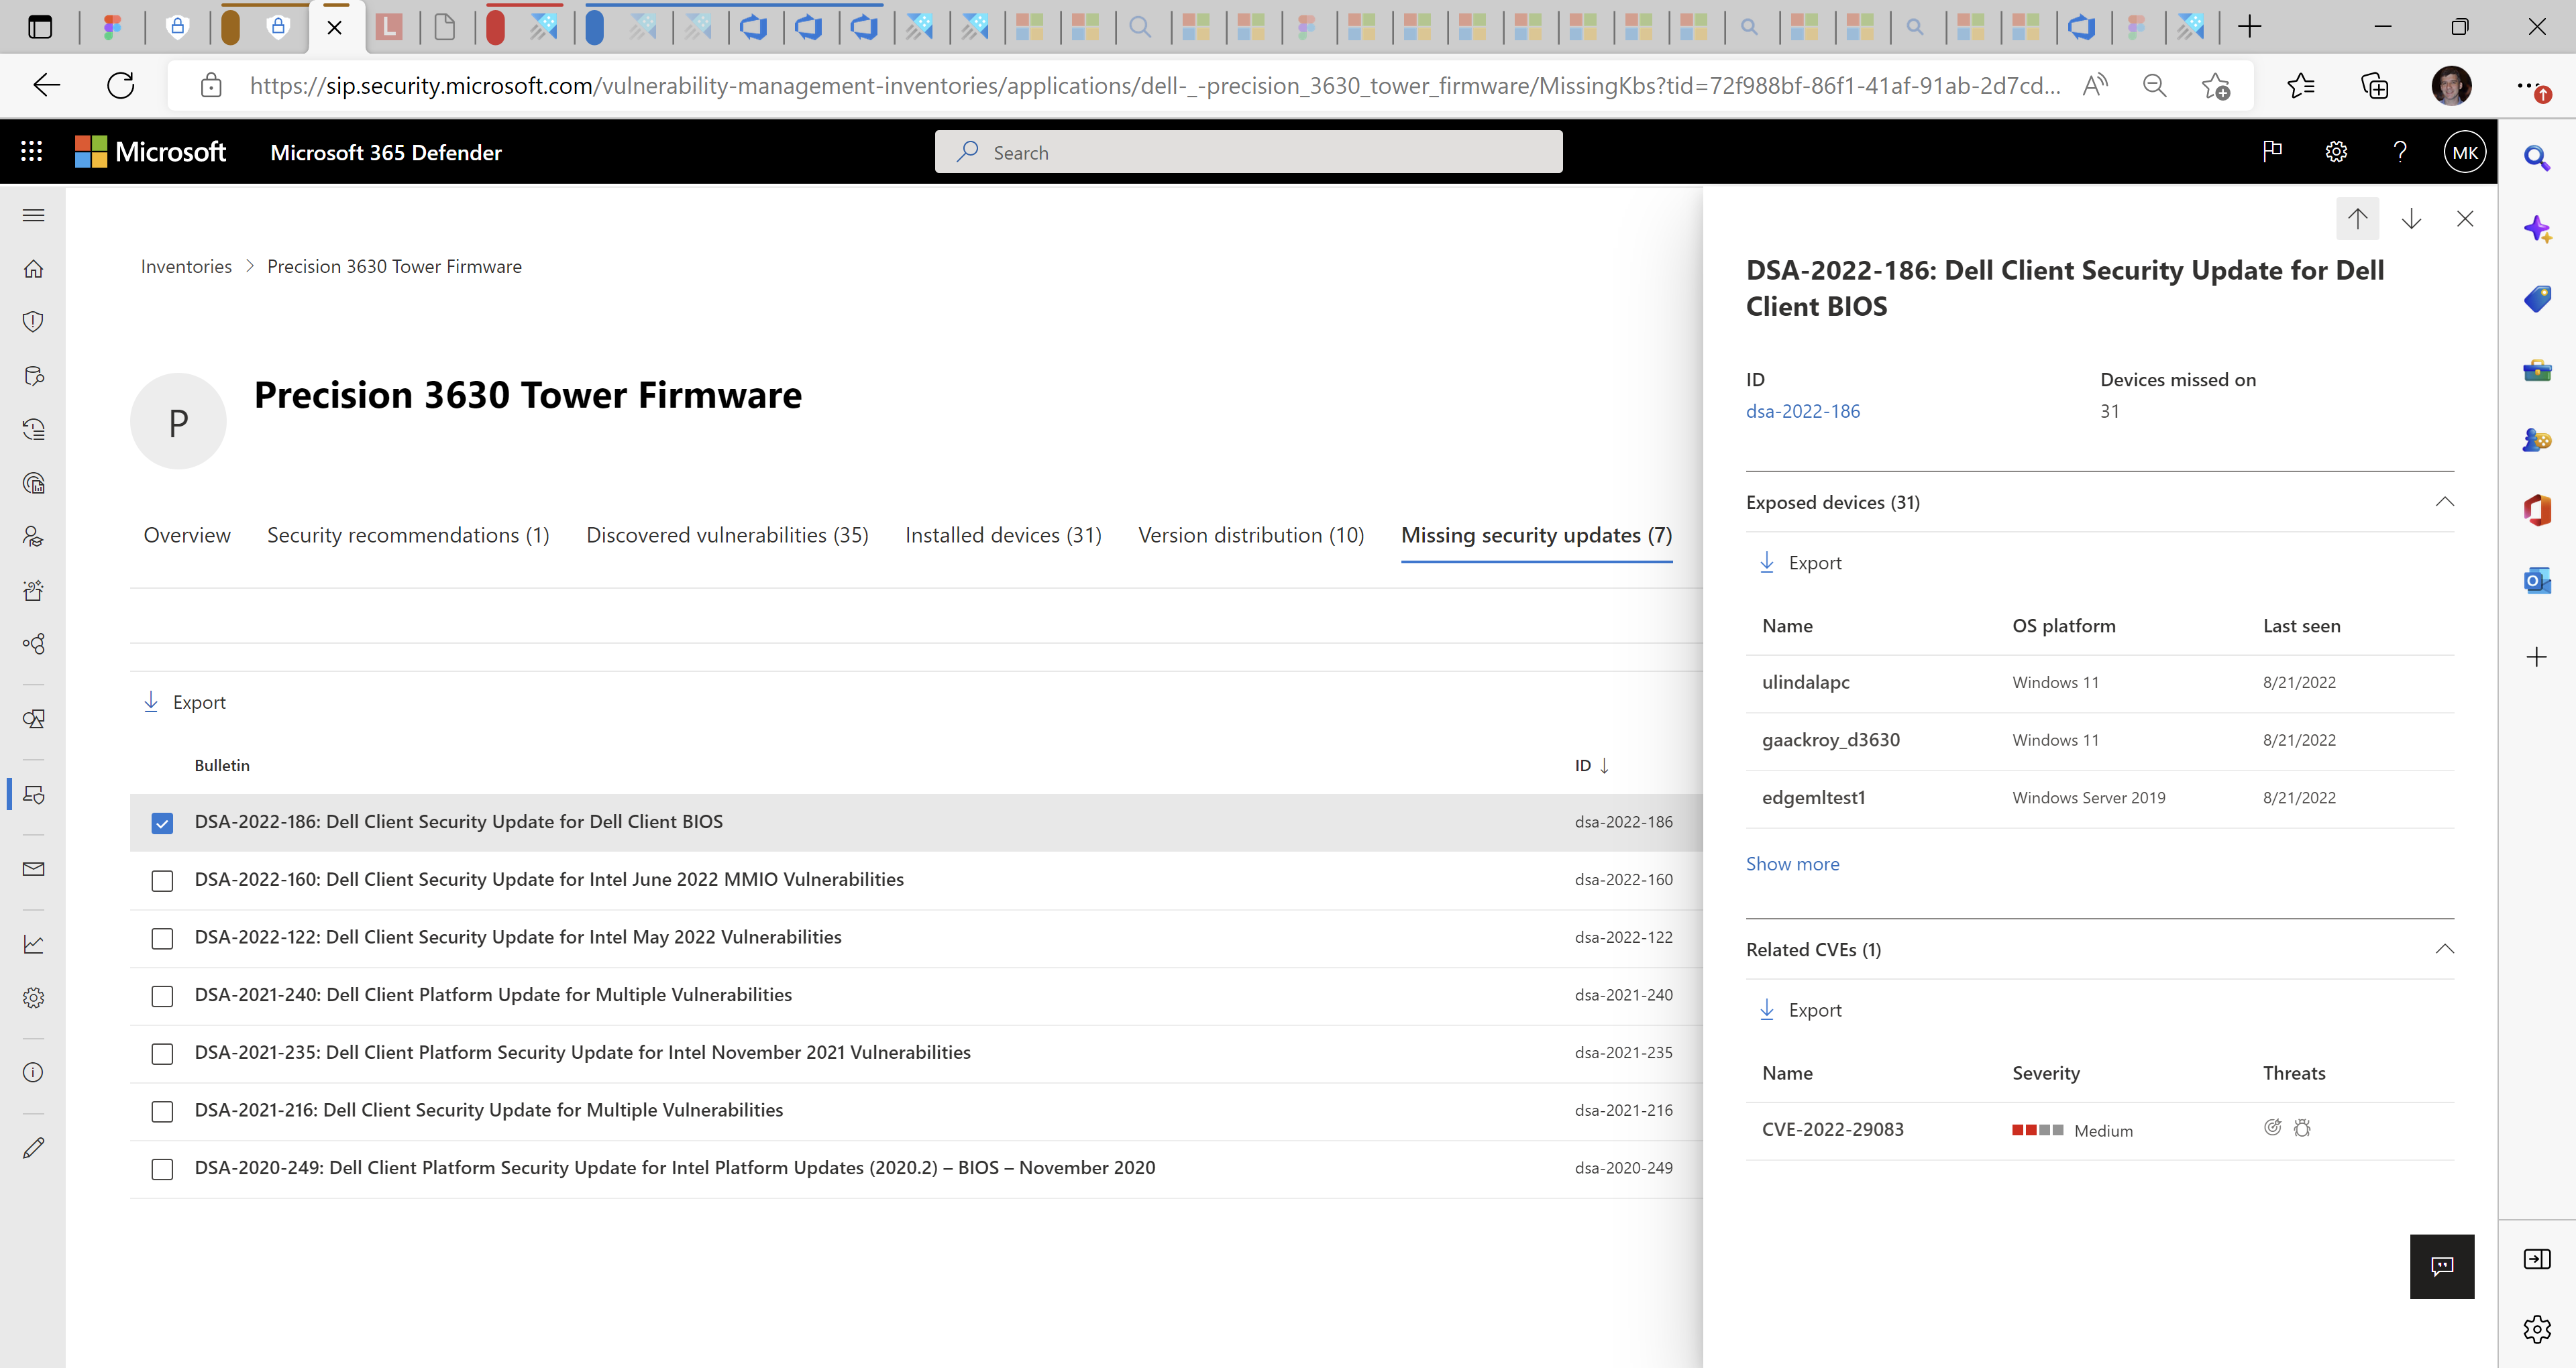 L
https://sip.security.microsoft.com/vulnerability-management-inventories/applications/dell-_-precision_3630_tower_firmware/MissingKbs?tid=72f988bf-86f1-41af-91ab-2d7cd...
Microsoft
Microsoft 365 Defender
Search
MK
Inventories > Precision 3630 Tower Firmware
P
Precision 3630 Tower Firmware
Overview
Security recommendations (1)
Discovered vulnerabilities (35)
Installed devices (31)
Version distribution (10)
Missing security updates (7)
Export
Bulletin ID ↓
DSA-2022-186: Dell Client Security Update for Dell Client BIOS dsa-2022-186
DSA-2022-160: Dell Client Security Update for Intel June 2022 MMIO Vulnerabilities dsa-2022-160
DSA-2022-122: Dell Client Security Update for Intel May 2022 Vulnerabilities dsa-2022-122
DSA-2021-240: Dell Client Platform Update for Multiple Vulnerabilities dsa-2021-240
DSA-2021-235: Dell Client Platform Security Update for Intel November 2021 Vulnerabilities dsa-2021-235
DSA-2021-216: Dell Client Security Update for Multiple Vulnerabilities dsa-2021-216
DSA-2020-249: Dell Client Platform Security Update for Intel Platform Updates (2020.2) – BIOS – November 2020 dsa-2020-249
DSA-2022-186: Dell Client Security Update for Dell
Client BIOS
ID Devices missed on
dsa-2022-186 31
Exposed devices (31)
Export
Name OS platform Last seen
ulindalapc Windows 11 8/21/2022
gaackroy_d3630 Windows 11 8/21/2022
edgemltest1 Windows Server 2019 8/21/2022
Show more
Related CVEs (1)
Export
Name Severity Threats
CVE-2022-29083 Medium